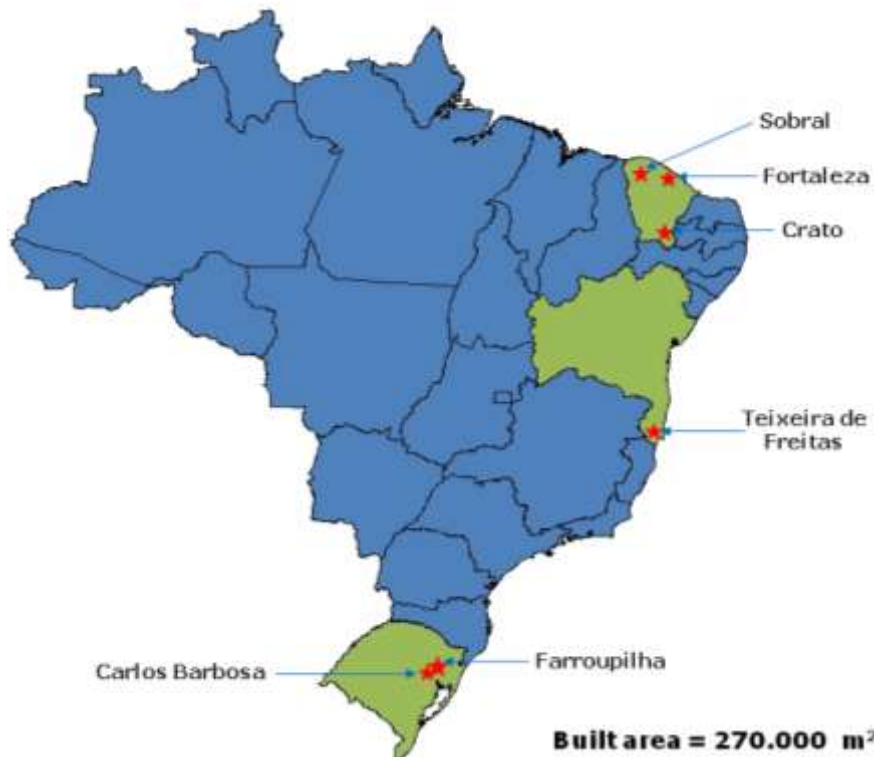 Sobral
Fortaleza
Crato
Teixeira de
Freitas
Carlos Barbosa
Farroupilha
Built area = 270.000 m²